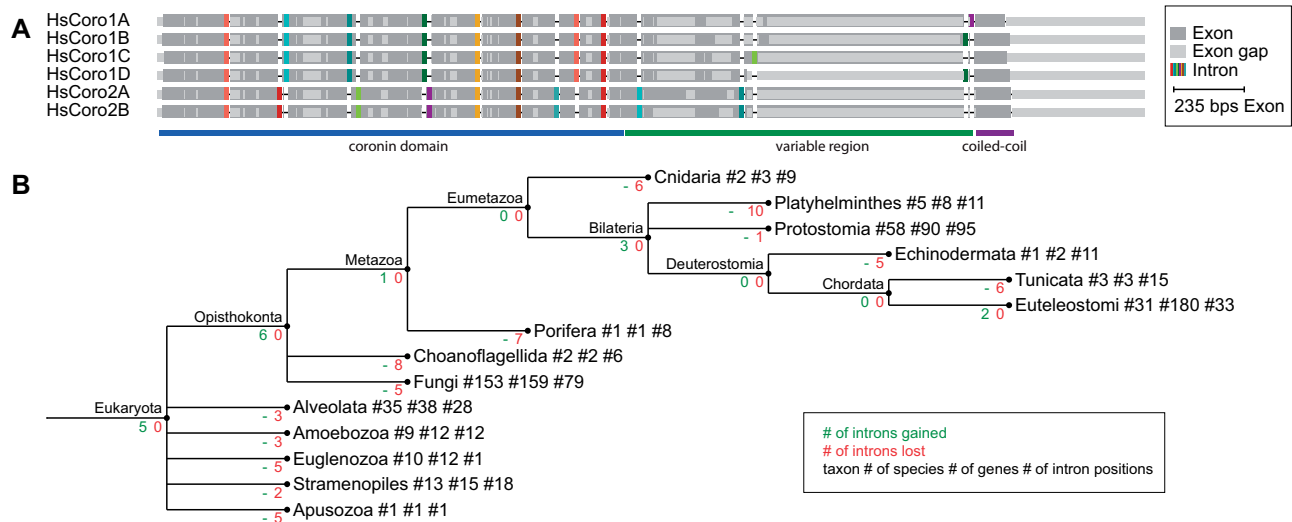 A
HsCoro1A
HsCoro1B
HsCoro1C
HsCoro1D
HsCoro2A
HsCoro2B
Exon
Exon gap
Intron
235 bps Exon
coronin domain
variable region
coiled-coil
B
Cnidaria #2 #3 #9
- 6
Eumetazoa
0 0
Platyhelminthes #5 #8 #11
- 10
Bilateria
3 0
Protostomia #58 #90 #95
- 1
Echinodermata #1 #2 #11
- 5
Deuterostomia
0 0
Metazoa
1 0
Tunicata #3 #3 #15
- 6
Chordata
0 0
Euteleostomi #31 #180 #33
2 0
Opisthokonta
6 0
Porifera #1 #1 #8
- 7
Choanoflagellida #2 #2 #6
- 8
Fungi #153 #159 #79
- 5
Eukaryota
5 0
Alveolata #35 #38 #28
- 3
Amoebozoa #9 #12 #12
- 3
Euglenozoa #10 #12 #1
- 5
Stramenopiles #13 #15 #18
- 2
Apusozoa #1 #1 #1
- 5
# of introns gained
# of introns lost
taxon # of species # of genes # of intron positions